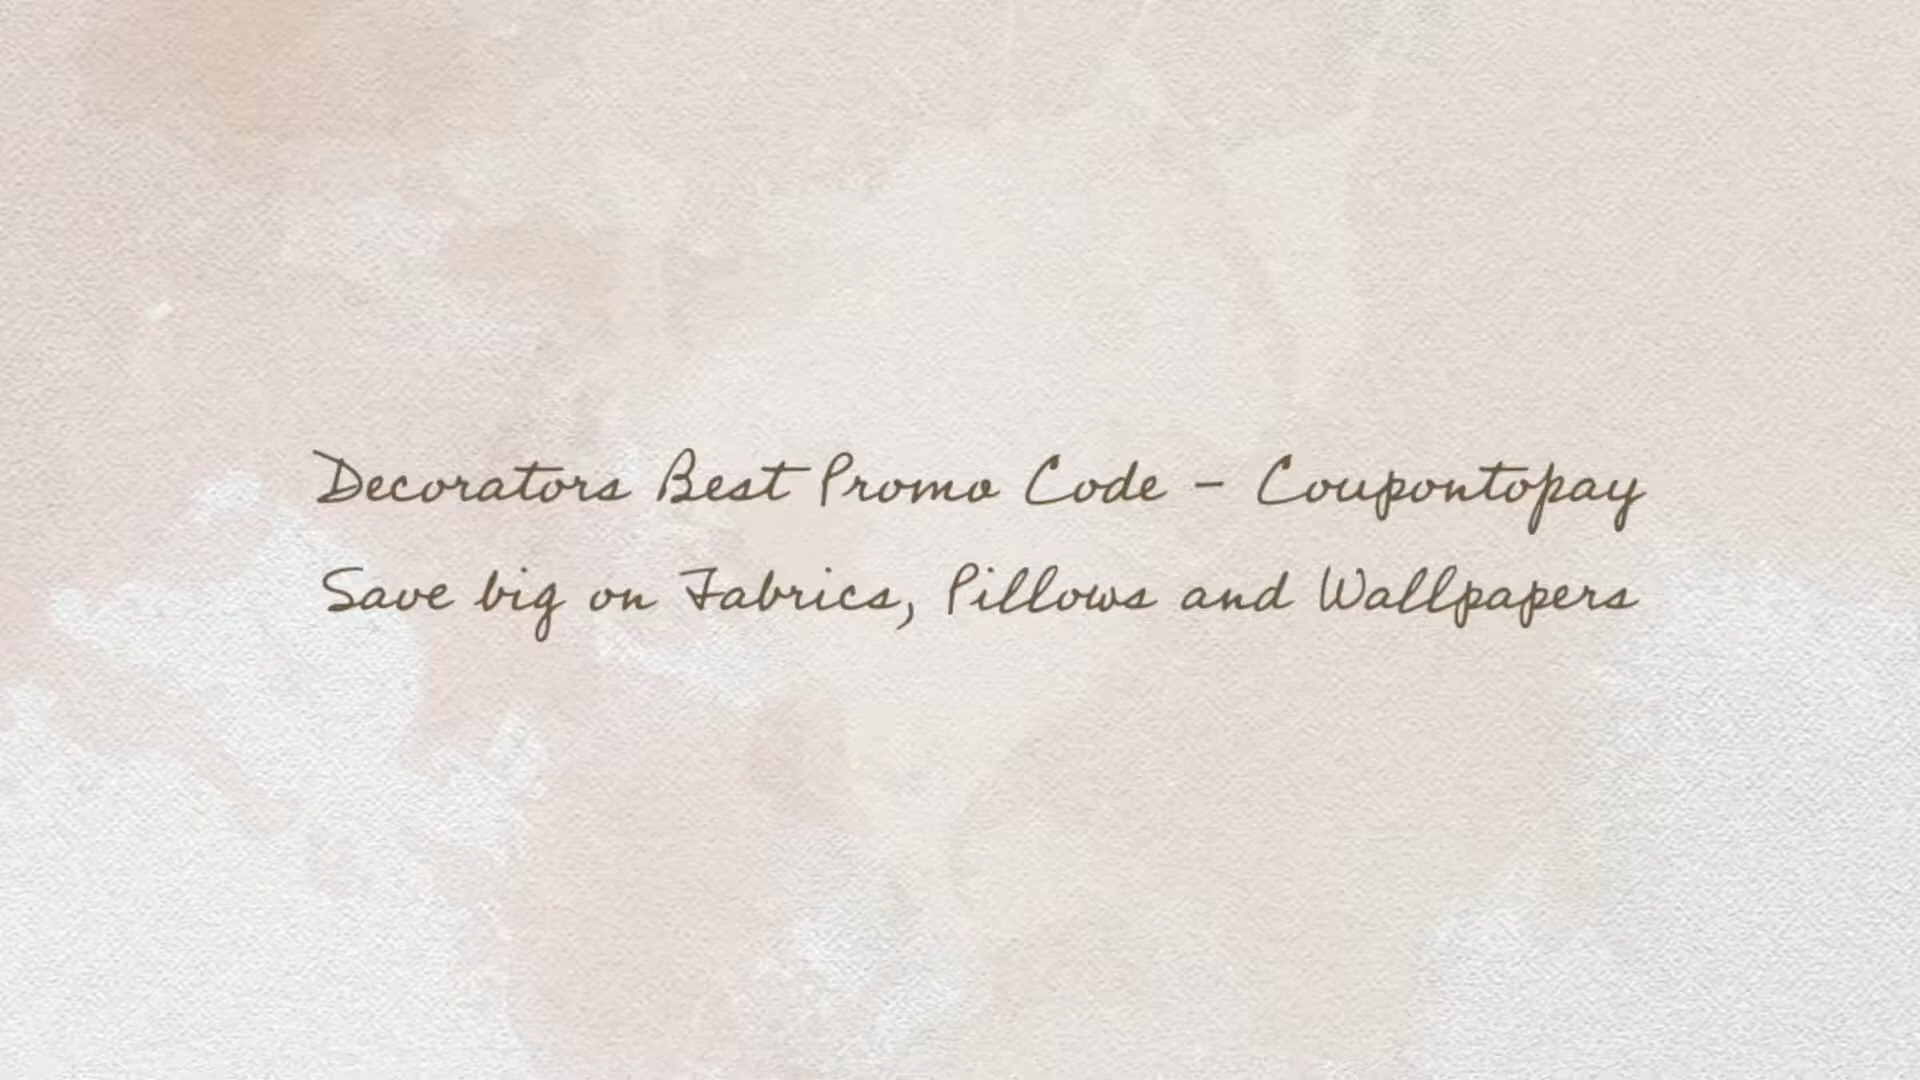 Decorators Best Promo Code - Coupontopay
Save big on Fabrics, Pillows and Wallpapers